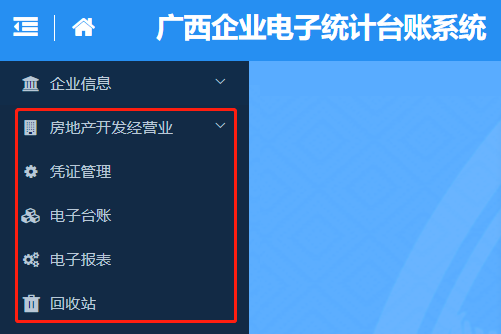 广西企业电子统计台账系统
企业信息
房地产开发经营业
凭证管理
电子台账
电子报表
回收站